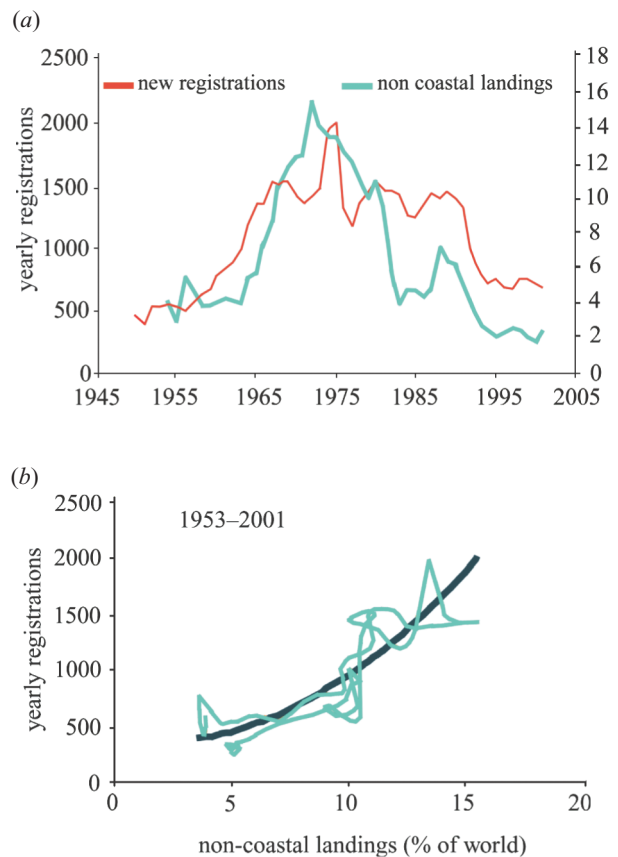 (a)
2500
2000
1500
1000
500
0
yearly registrations
new registrations
non coastal landings
18
16
14
12
10
8
6
4
2
0
1945 1955 1965 1975 1985 1995 2005
(b)
2500
2000
1500
1000
500
0
yearly registrations
1953–2001
0 5 10 15 20
non-coastal landings (% of world)